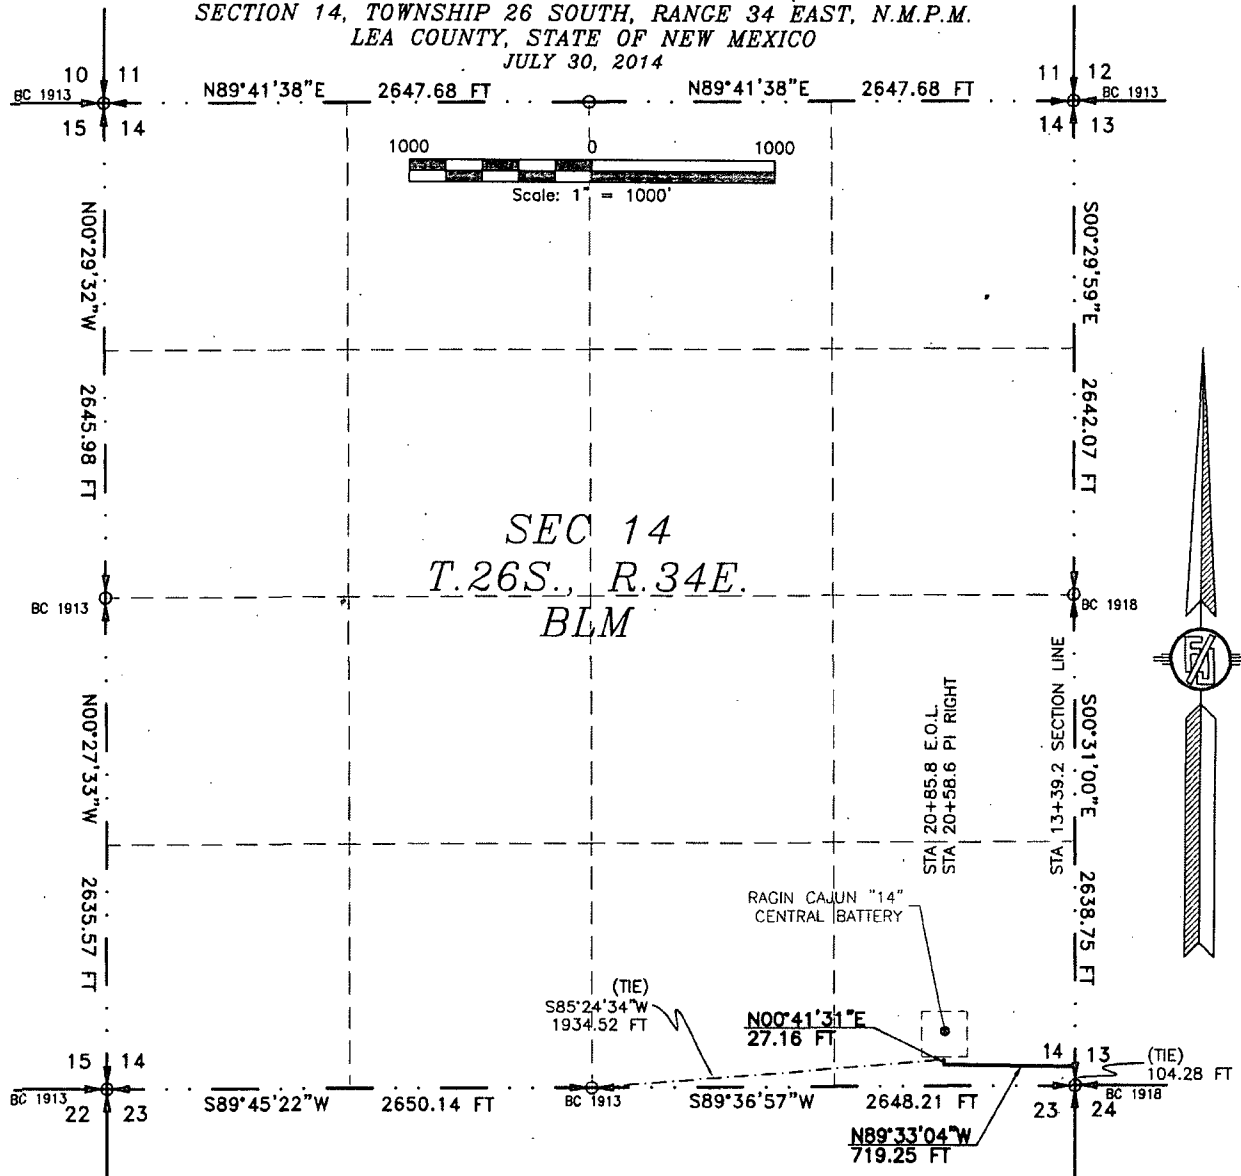 SECTION 14, TOWNSHIP 26 SOUTH, RANGE 34 EAST, N.M.P.M.
LEA COUNTY, STATE OF NEW MEXICO
JULY 30, 2014
10 11
11 12
BC 1913
N89°41'38"E 2647.68 FT
N89°41'38"E 2647.68 FT
BC 1913
15 14
14 13
1000 0 1000
Scale: 1" = 1000'
N00°29'32"W
2645.98 FT
S00°29'59"E
2642.07 FT
SEC 14
T.26S., R.34E.
BLM
BC 1913
BC 1918
N00°27'33"W
2635.57 FT
STA 20+85.8 E.O.L.
STA 20+58.6 PI RIGHT
STA 13+39.2 SECTION LINE
S00°31'00"E
2638.75 FT
RAGIN CAJUN "14"
CENTRAL BATTERY
(TIE)
S85°24'34"W
1934.52 FT
N00°41'31"E
27.16 FT
15 14
14 13
(TIE)
104.28 FT
BC 1913
22 23
S89°45'22"W 2650.14 FT
BC 1913
S89°36'57"W 2648.21 FT
23 24
BC 1918
N89°33'04"W
719.25 FT